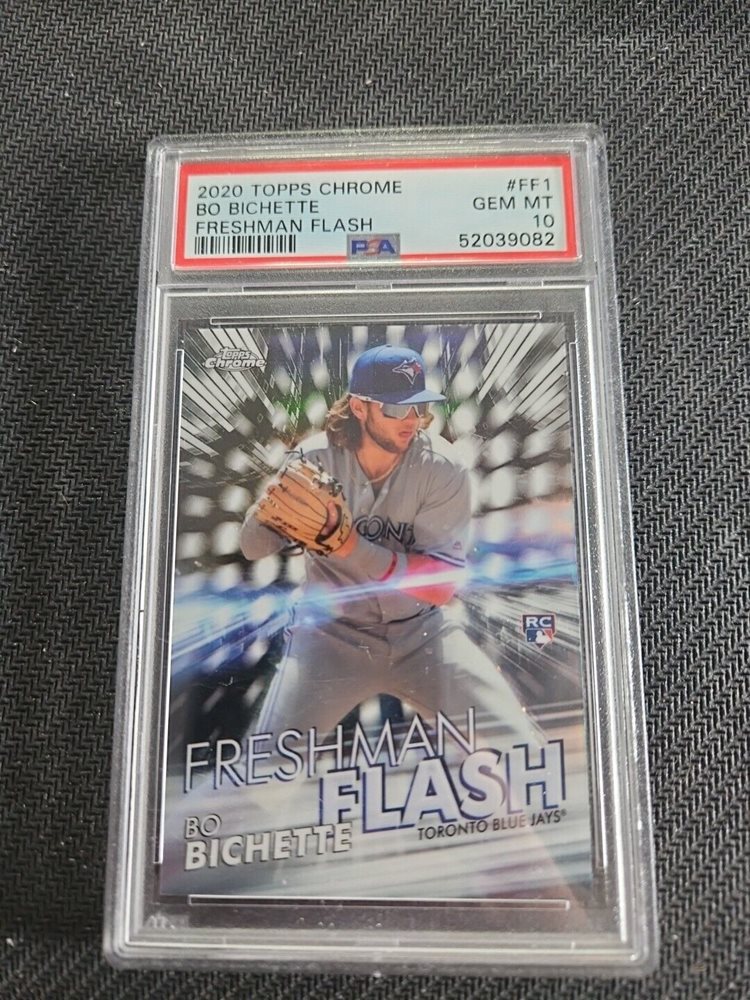 2020 TOPPS CHROME #FF1
BO BICHETTE GEM MT
FRESHMAN FLASH 10
PSA 52039082
Topps
Chrome
RC
FRESHMAN
FLASH
BO
BICHETTE
TORONTO BLUE JAYS®